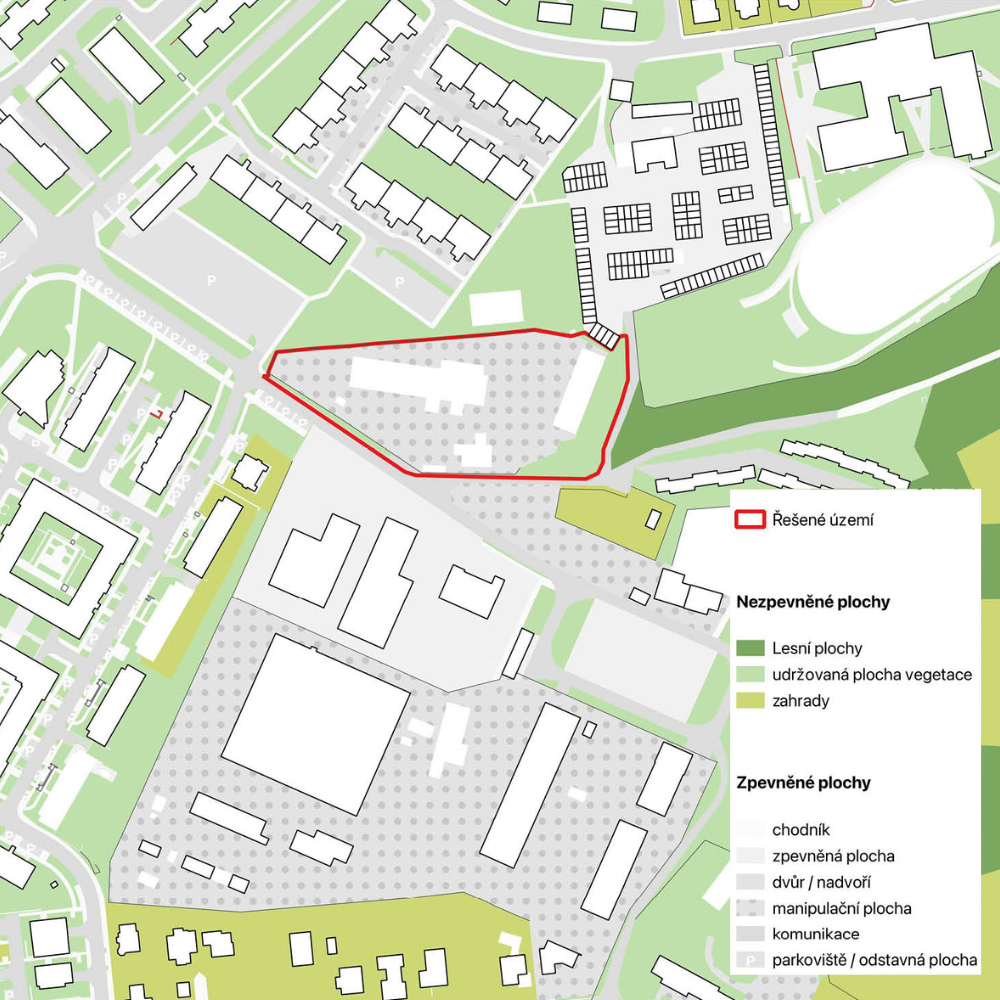 P
P
P
P
P
P
P
Řešené území
Nezpevněné plochy
Lesní plochy
udržovaná plocha vegetace
zahrady
Zpevněné plochy
chodník
zpevněná plocha
dvůr / nadvoří
manipulační plocha
komunikace
P parkoviště / odstavná plocha